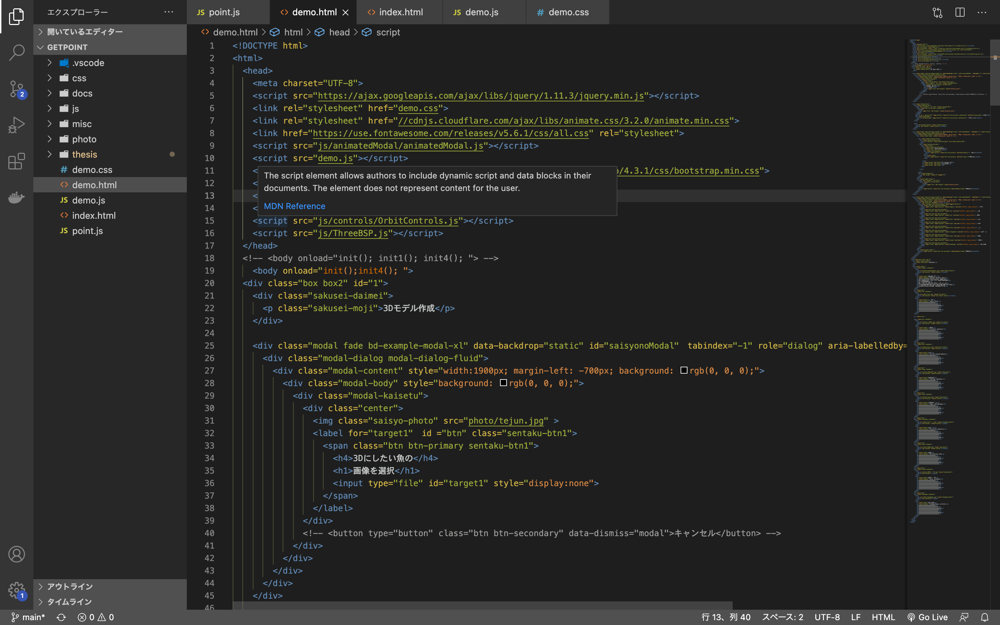 エクスプローラー
開いているエディター
GETPOINT
.vscode
css
docs
js
misc
photo
thesis
# demo.css
<> demo.html
JS demo.js
<> index.html
JS point.js
アウトライン
タイムライン
JS point.js
<> demo.html
<> index.html
JS demo.js
# demo.css
<> demo.html > html > head > script
1 <!DOCTYPE html>
2 <html>
3 <head>
4 <meta charset="UTF-8">
5 <script src="https://ajax.googleapis.com/ajax/libs/jquery/1.11.3/jquery.min.js"></script>
6 <link rel="stylesheet" href="demo.css">
7 <link rel="stylesheet" href="//cdnjs.cloudflare.com/ajax/libs/animate.css/3.2.0/animate.min.css">
8 <link href="https://use.fontawesome.com/releases/v5.6.1/css/all.css" rel="stylesheet">
9 <script src="js/animatedModal/animatedModal.js"></script>
10 <script src="demo.js"></script>
11 < /4.3.1/css/bootstrap.min.css">
12 <
13 <
14 <
The script element allows authors to include dynamic script and data blocks in their
documents. The element does not represent content for the user.
MDN Reference
15 <script src="js/controls/OrbitControls.js"></script>
16 <script src="js/ThreeBSP.js"></script>
17 </head>
18 <!-- <body onload="init(); init1(); init4(); "> -->
19 <body onload="init();init4(); ">
20 <div class="box box2" id="1">
21 <div class="sakusei-daimei">
22 <p class="sakusei-moji">3Dモデル作成</p>
23 </div>
24
25 <div class="modal fade bd-example-modal-xl" data-backdrop="static" id="saisyonoModal" tabindex="-1" role="dialog" aria-labelledby=
26 <div class="modal-dialog modal-dialog-fluid">
27 <div class="modal-content" style="width:1900px; margin-left: -700px; background: rgb(0, 0, 0);">
28 <div class="modal-body" style="background: rgb(0, 0, 0);">
29 <div class="modal-kaisetu">
30 <div class="center">
31 <img class="saisyo-photo" src="photo/tejun.jpg" >
32 <label for="target1" id ="btn" class="sentaku-btn1">
33 <span class="btn btn-primary sentaku-btn1">
34 <h4>3Dにしたい魚の</h4>
35 <h1>画像を選択</h1>
36 <input type="file" id="target1" style="display:none">
37 </span>
38 </label>
39 </div>
40 <!-- <button type="button" class="btn btn-secondary" data-dismiss="modal">キャンセル</button> -->
41 </div>
42 </div>
43 </div>
44 </div>
45 </div>
46
2
1
main* 0 0
行 13、列 40 スペース: 2 UTF-8 LF HTML Go Live